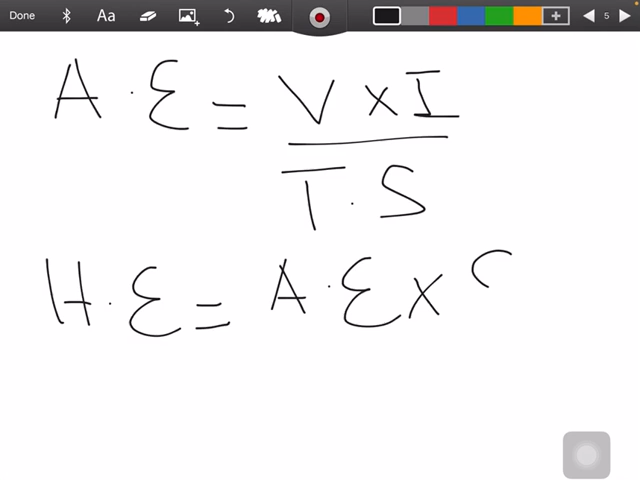 Done Aa 5
A.E = V x I
T.S
H.E = A.E x